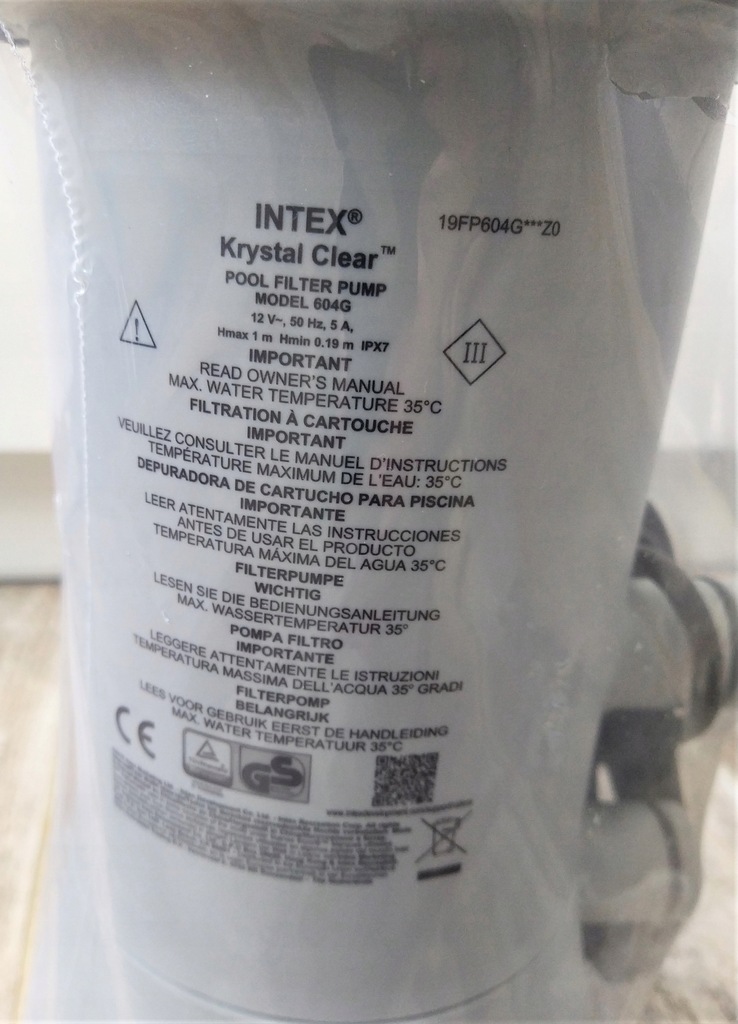 INTEX®
19FP604G***Z0
Krystal Clear™
POOL FILTER PUMP
MODEL 604G
12 V~, 50 Hz, 5 A,
Hmax 1 m Hmin 0.19 m IPX7
III
IMPORTANT
READ OWNER'S MANUAL
MAX. WATER TEMPERATURE 35°C
FILTRATION À CARTOUCHE
IMPORTANT
VEUILLEZ CONSULTER LE MANUEL D'INSTRUCTIONS
TEMPÉRATURE MAXIMUM DE L'EAU: 35°C
DEPURADORA DE CARTUCHO PARA PISCINA
IMPORTANTE
LEER ATENTAMENTE LAS INSTRUCCIONES
ANTES DE USAR EL PRODUCTO
TEMPERATURA MÁXIMA DEL AGUA 35°C
FILTERPUMPE
WICHTIG
LESEN SIE DIE BEDIENUNGSANLEITUNG
MAX. WASSERTEMPERATUR 35°
POMPA FILTRO
IMPORTANTE
LEGGERE ATTENTAMENTE LE ISTRUZIONI
TEMPERATURA MASSIMA DELL'ACQUA 35° GRADI
FILTERPOMP
BELANGRIJK
LEES VOOR GEBRUIK EERST DE HANDLEIDING
MAX. WATER TEMPERATUUR 35°C
CE
GS